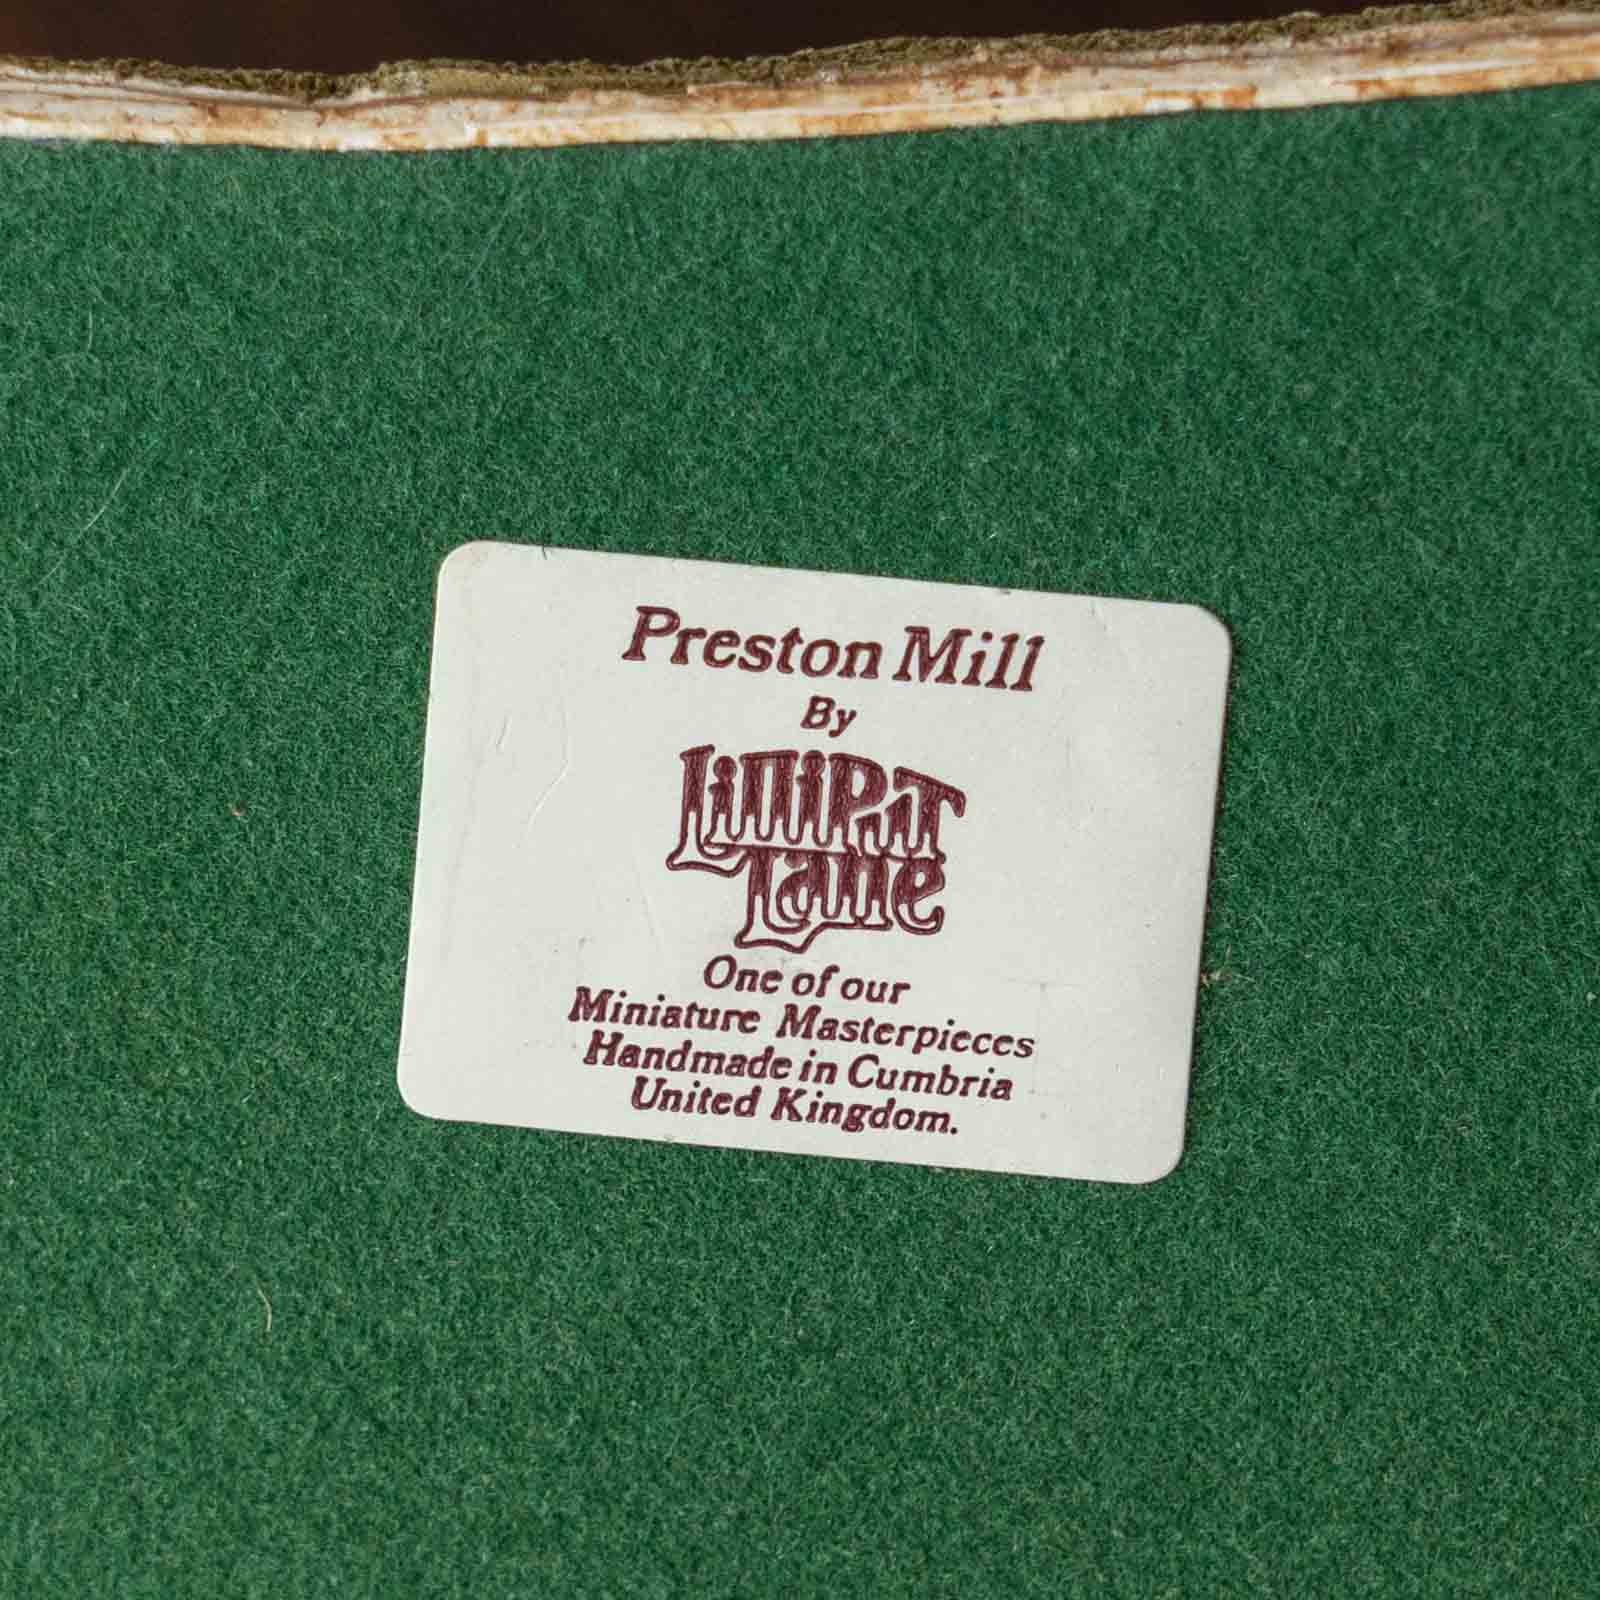 Preston Mill
By
Lilliput
Lane
One of our
Miniature Masterpieces
Handmade in Cumbria
United Kingdom.